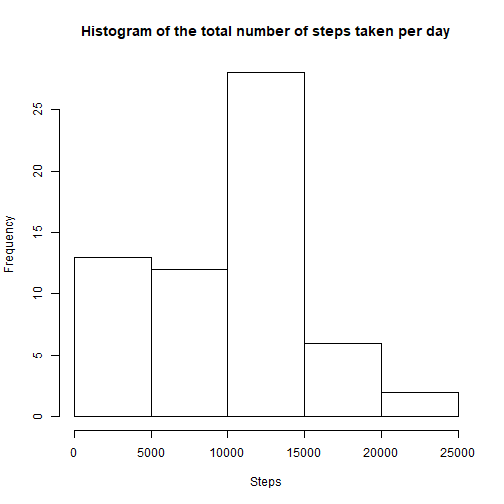 Histogram of the total number of steps taken per day
Frequency
25
20
15
10
5
0
0 5000 10000 15000 20000 25000
Steps